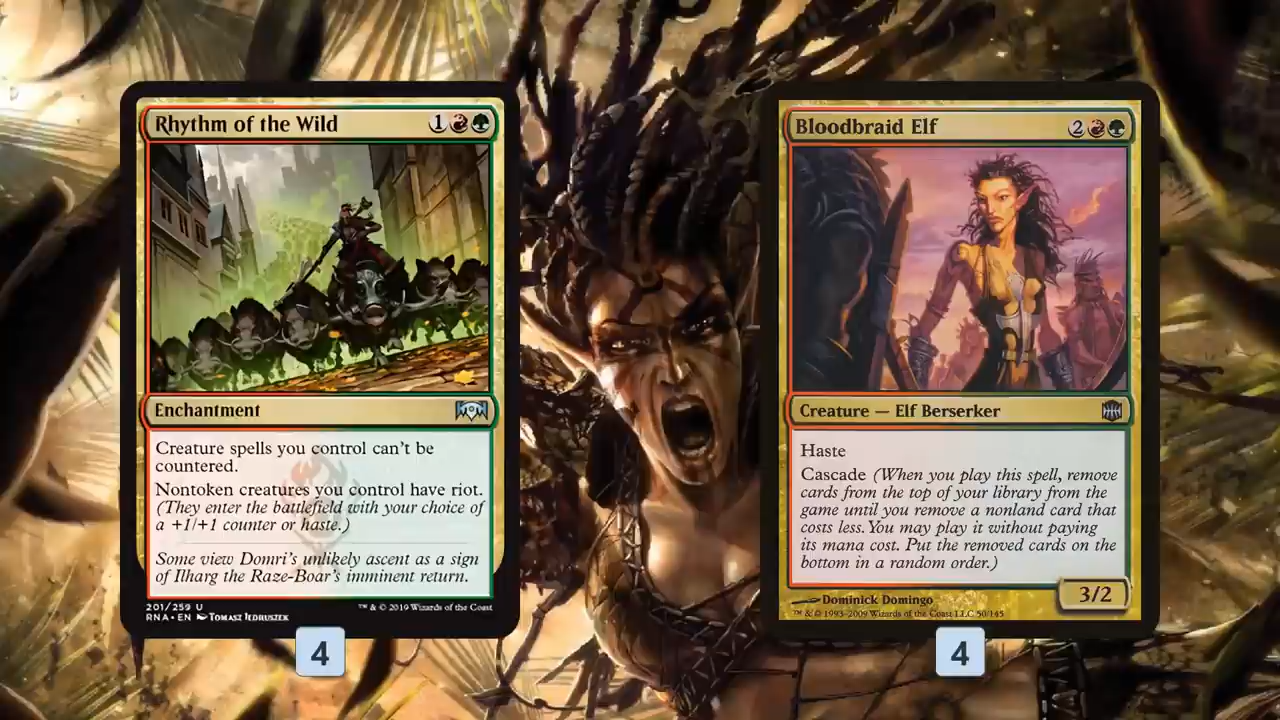 Rhythm of the Wild
1
Enchantment
Creature spells you control can't be
countered.
Nontoken creatures you control have riot.
(They enter the battlefield with your choice of
a +1/+1 counter or haste.)
Some view Domri's unlikely ascent as a sign
of Ilharg the Raze-Boar's imminent return.
201/259 U
RNA • EN Tomasz Jedruszek
™ & © 2019 Wizards of the Coast
4
Bloodbraid Elf
2
Creature — Elf Berserker
Haste
Cascade (When you play this spell, remove
cards from the top of your library from the
game until you remove a nonland card that
costs less. You may play it without paying
its mana cost. Put the removed cards on the
bottom in a random order.)
3/2
Dominick Domingo
™ & © 1993–2009 Wizards of the Coast LLC 50/145
4